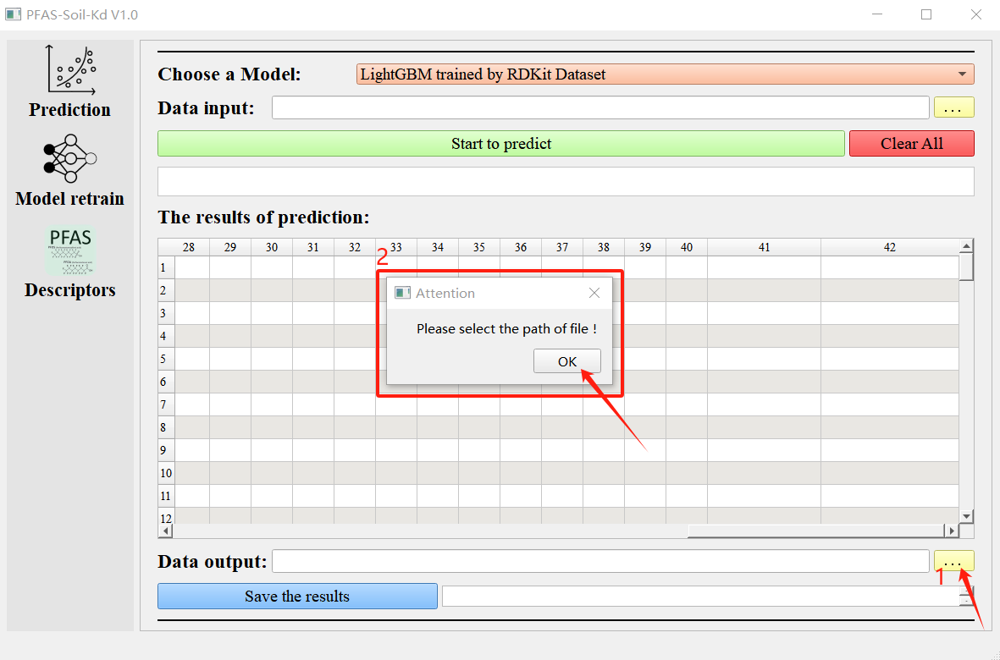 PFAS-Soil-Kd V1.0
Prediction
Model retrain
PFAS
Descriptors
Choose a Model:
LightGBM trained by RDKit Dataset
Data input:
...
Start to predict
Clear All
The results of prediction:
28 29 30 31 32 33 34 35 36 37 38 39 40 41 42
1
2
3
4
5
6
7
8
9
10
11
12
2
Attention
Please select the path of file !
OK
Data output:
...
1
Save the results